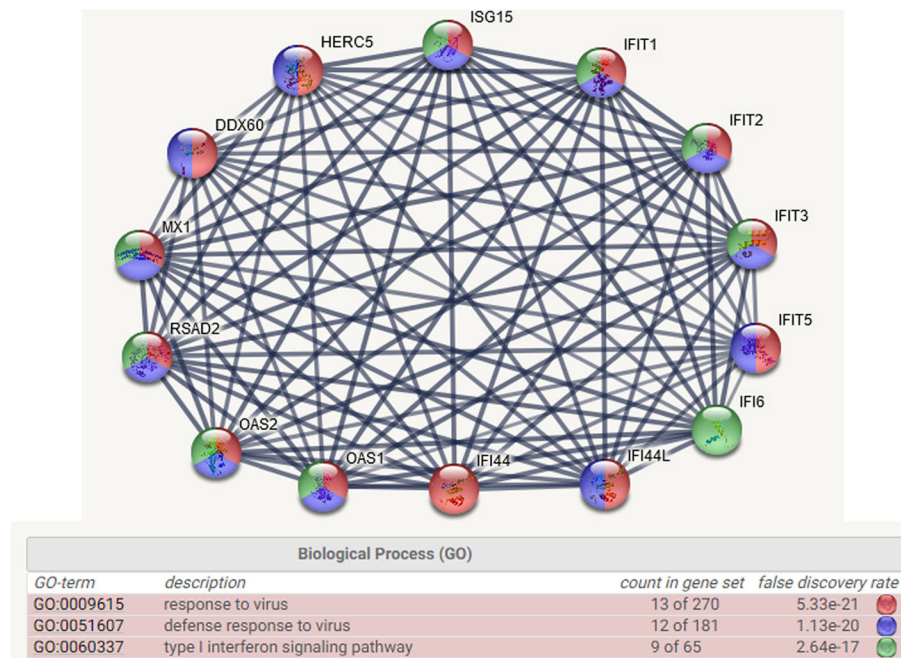 ISG15
HERC5
IFIT1
DDX60
IFIT2
MX1
IFIT3
RSAD2
IFIT5
IFI6
OAS2
OAS1
IFI44
IFI44L
Biological Process (GO)
GO-term description count in gene set false discovery rate
GO:0009615 response to virus 13 of 270 5.33e-21
GO:0051607 defense response to virus 12 of 181 1.13e-20
GO:0060337 type I interferon signaling pathway 9 of 65 2.64e-17